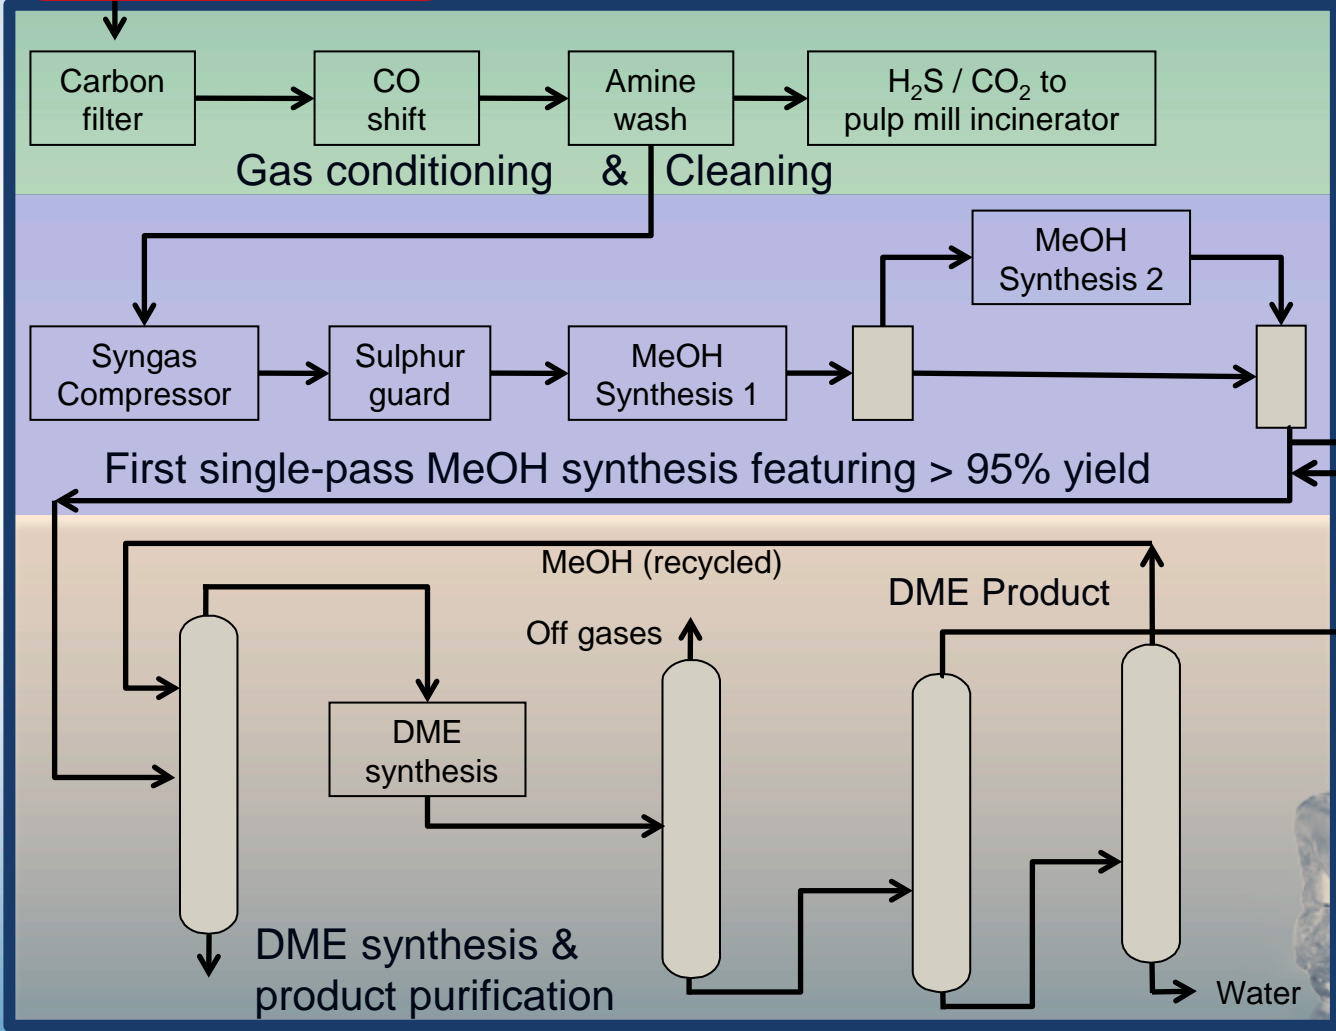 Carbon
filter
CO
shift
Amine
wash
H₂S / CO₂ to
pulp mill incinerator
Gas conditioning & Cleaning
MeOH
Synthesis 2
Syngas
Compressor
Sulphur
guard
MeOH
Synthesis 1
First single-pass MeOH synthesis featuring > 95% yield
MeOH (recycled)
DME Product
Off gases
DME
synthesis
DME synthesis &
product purification
Water